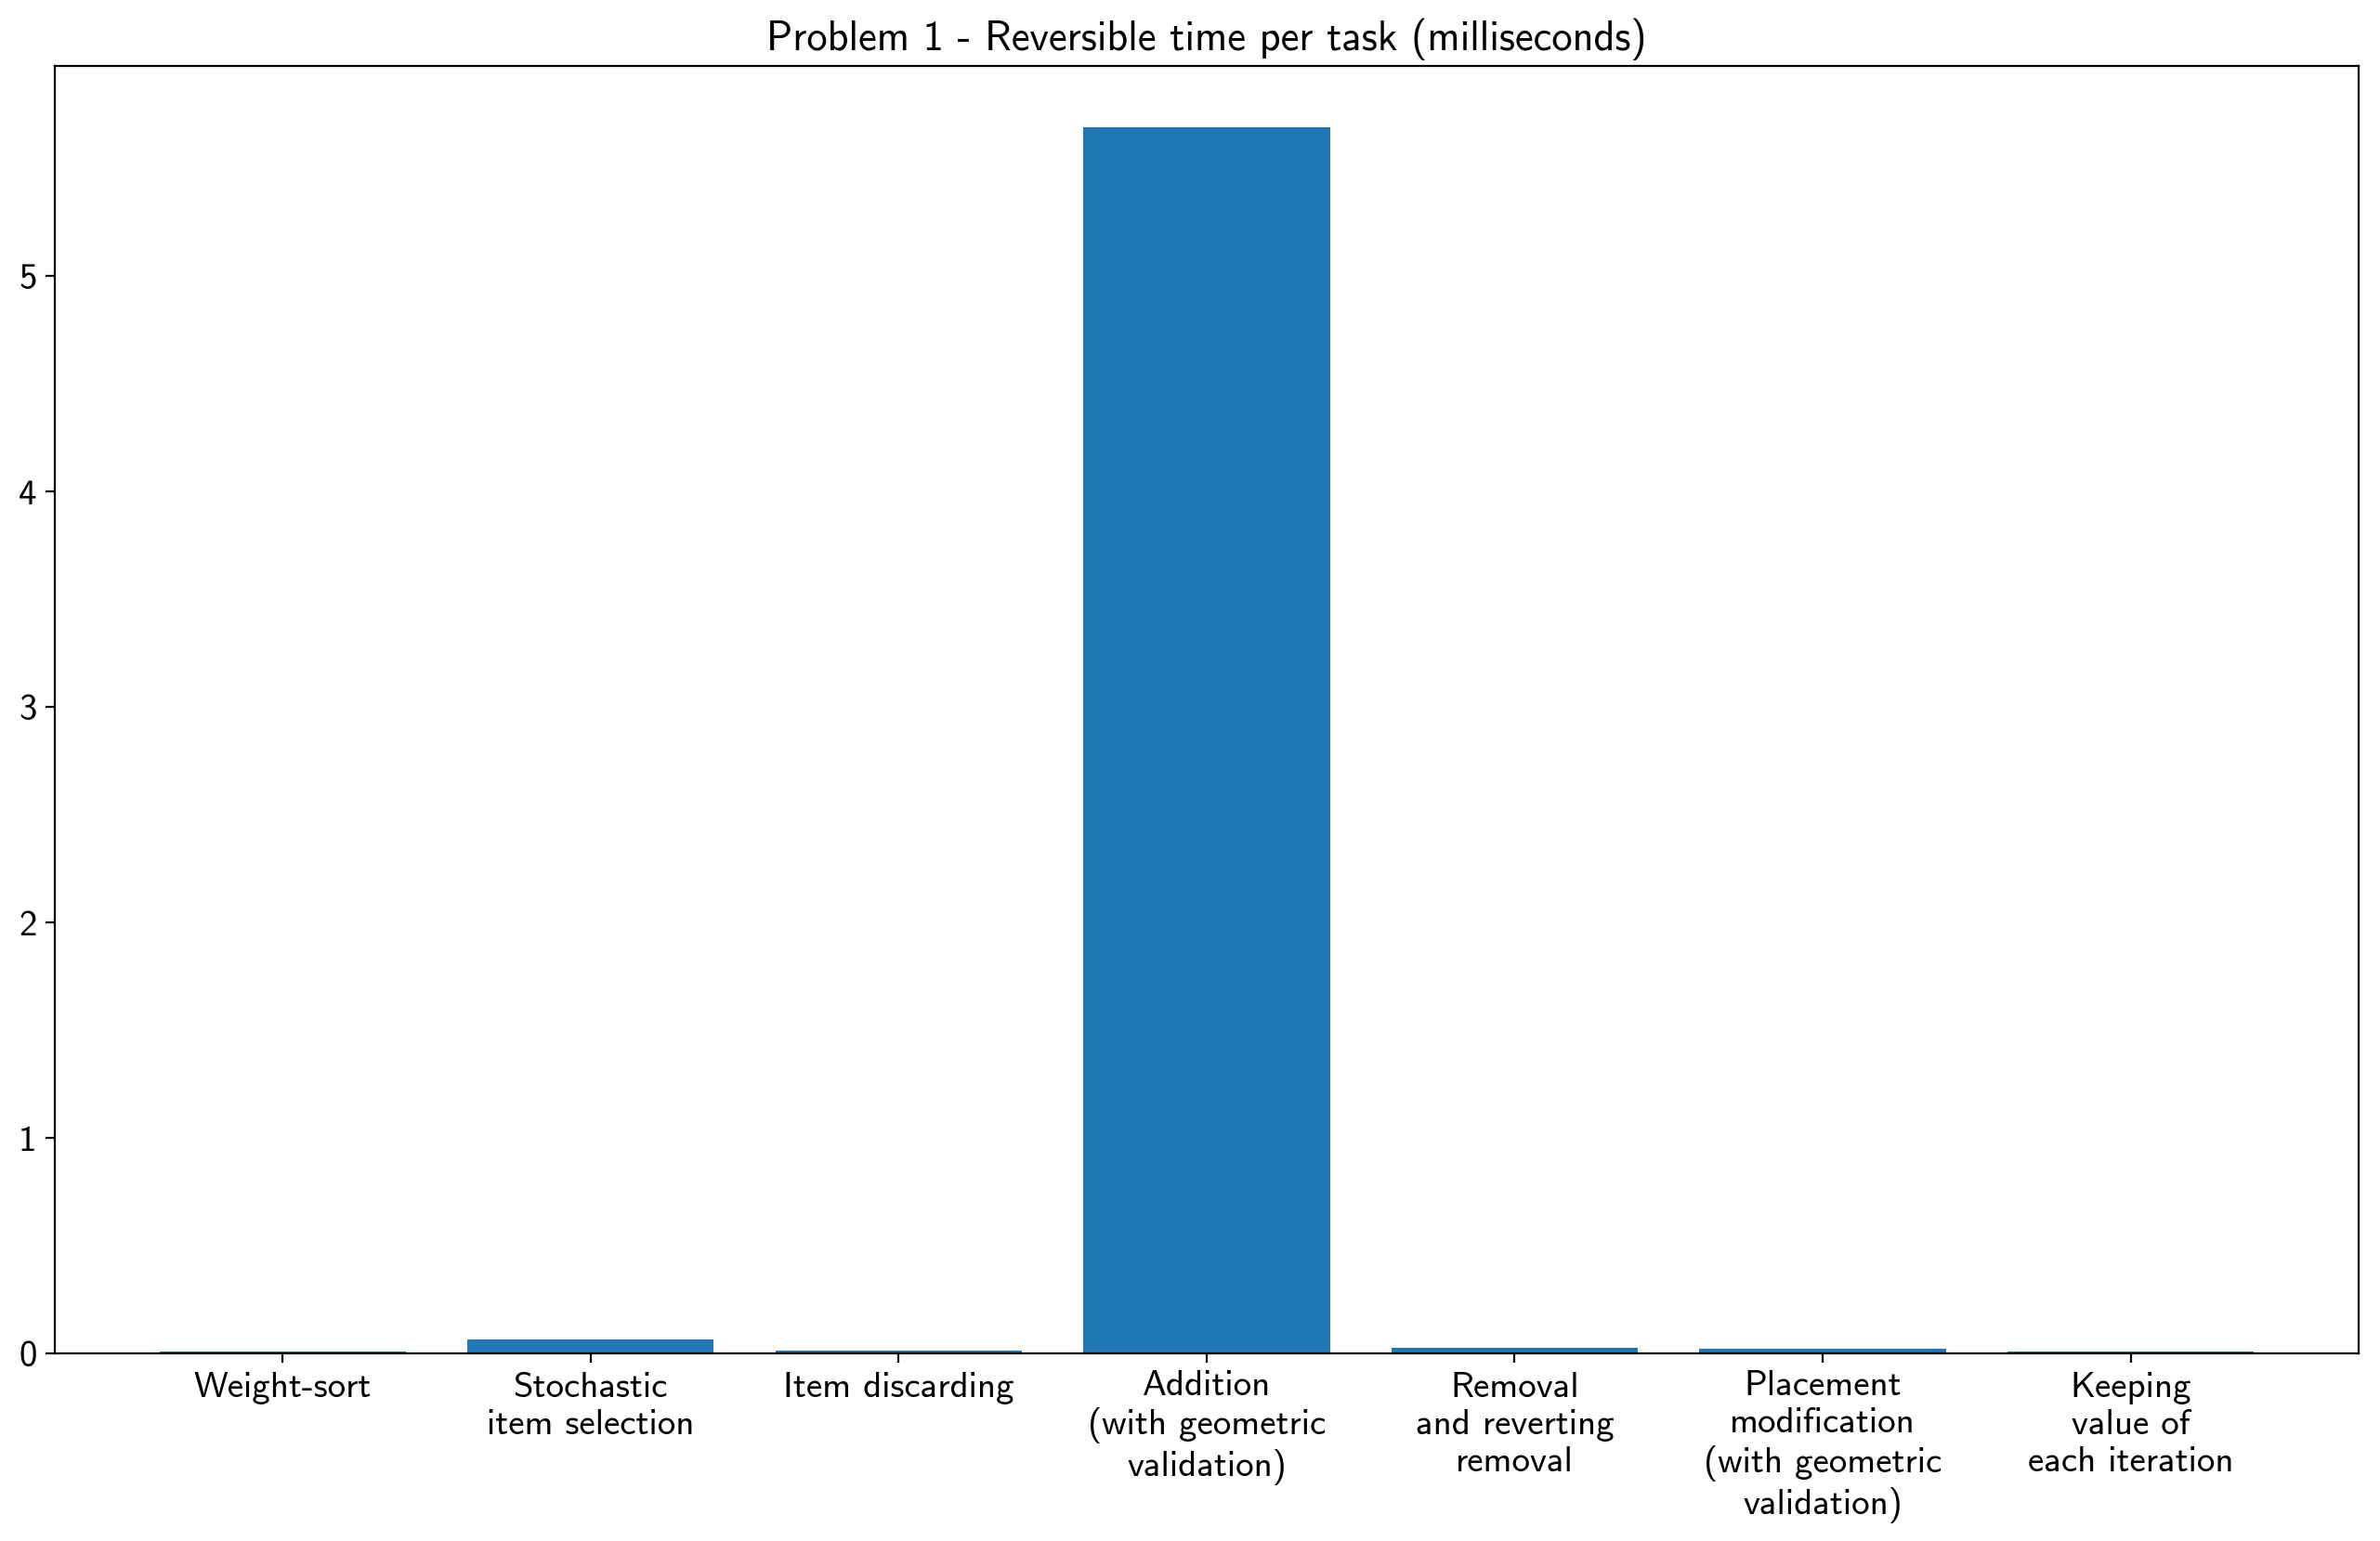 Problem 1 - Reversible time per task (milliseconds)
5
4
3
2
1
0
Weight-sort
Stochastic
item selection
Item discarding
Addition
(with geometric
validation)
Removal
and reverting
removal
Placement
modification
(with geometric
validation)
Keeping
value of
each iteration